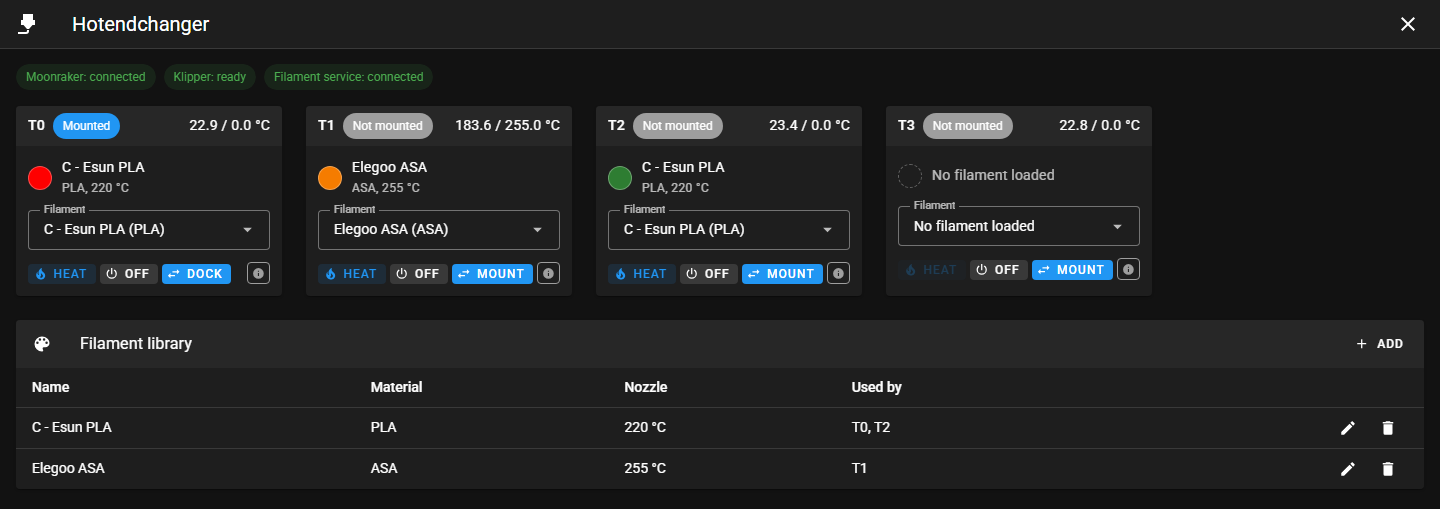 Hotendchanger
Moonraker: connected Klipper: ready Filament service: connected
T0 Mounted 22.9 / 0.0 °C
C - Esun PLA
PLA, 220 °C
Filament
C - Esun PLA (PLA)
HEAT OFF DOCK
T1 Not mounted 183.6 / 255.0 °C
Elegoo ASA
ASA, 255 °C
Filament
Elegoo ASA (ASA)
HEAT OFF MOUNT
T2 Not mounted 23.4 / 0.0 °C
C - Esun PLA
PLA, 220 °C
Filament
C - Esun PLA (PLA)
HEAT OFF MOUNT
T3 Not mounted 22.8 / 0.0 °C
No filament loaded
Filament
No filament loaded
HEAT OFF MOUNT
Filament library + ADD
Name Material Nozzle Used by
C - Esun PLA PLA 220 °C T0, T2
Elegoo ASA ASA 255 °C T1